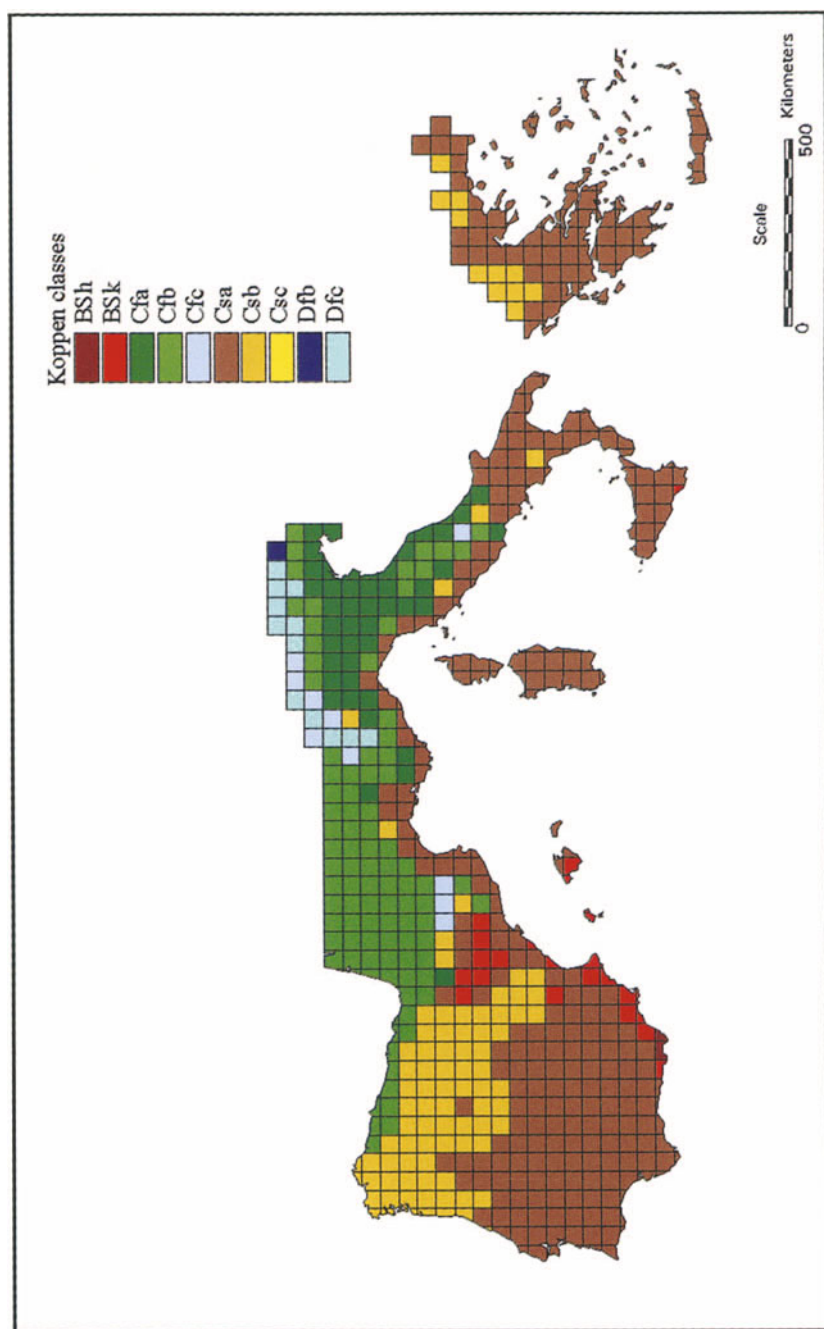 Koppen classes
BSh
BSk
Cfa
Cfb
Cfc
Csa
Csb
Csc
Dfb
Dfc
Scale
0 500
Kilometers